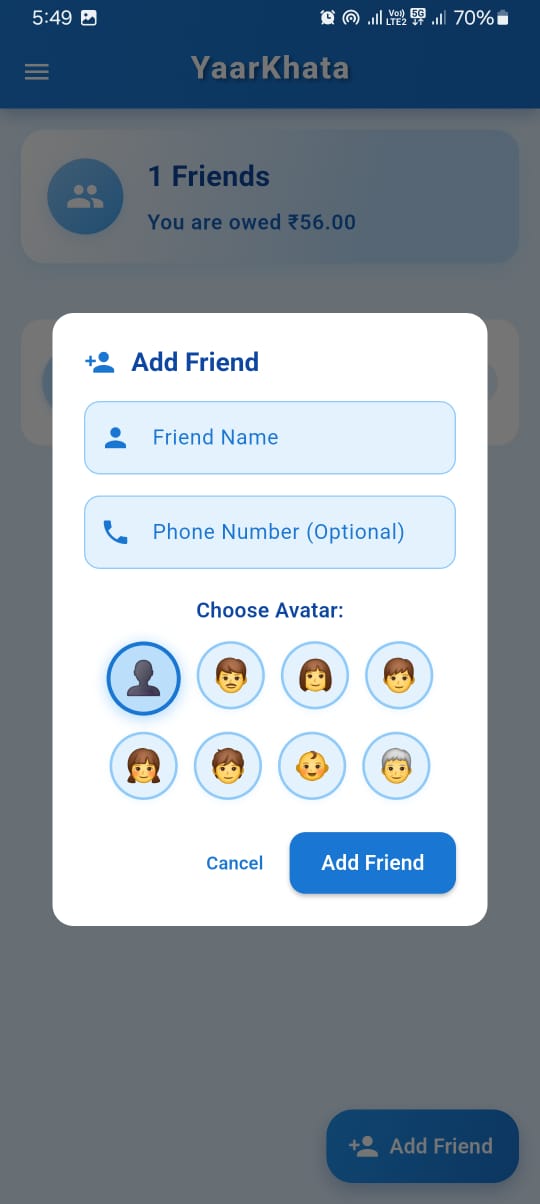 5:49 Vo)) LTE2 5G 70%
YaarKhata
1 Friends
You are owed ₹56.00
Add Friend
Friend Name
Phone Number (Optional)
Choose Avatar:
Cancel Add Friend
Add Friend